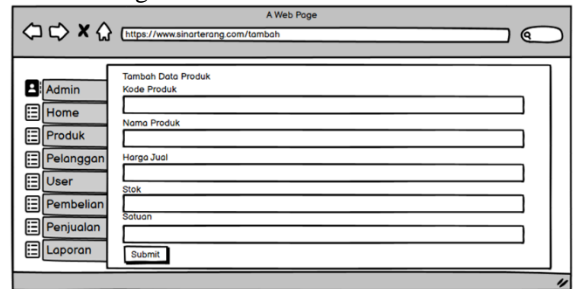 A Web Page
https://www.sinarterang.com/tambah
Admin
Home
Produk
Pelanggan
User
Pembelian
Penjualan
Laporan
Tambah Data Produk
Kode Produk
Nama Produk
Harga Jual
Stok
Satuan
Submit